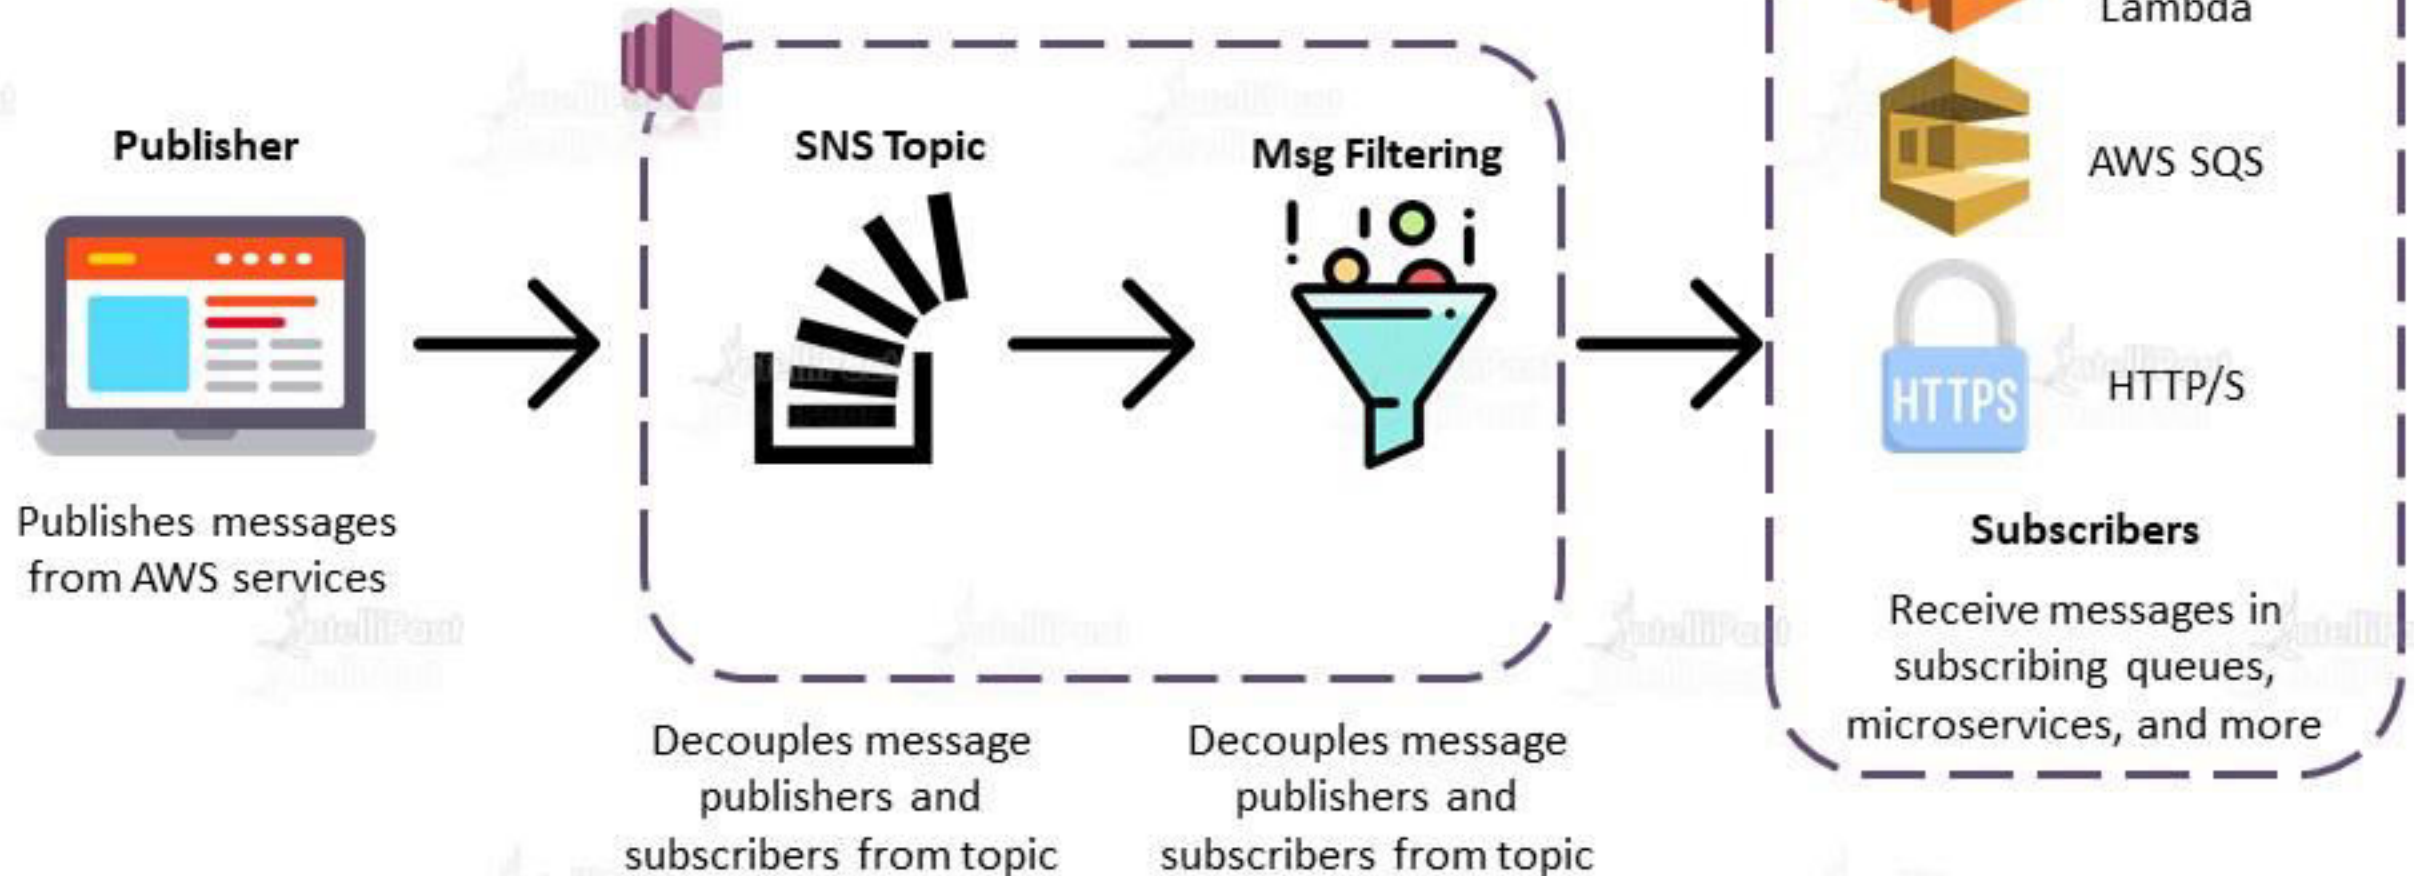 Lambda
AWS SQS
HTTPS
HTTP/S
Subscribers
Receive messages in
subscribing queues,
microservices, and more
Publisher
Publishes messages
from AWS services
SNS Topic
Msg Filtering
Decouples message
publishers and
subscribers from topic
Decouples message
publishers and
subscribers from topic